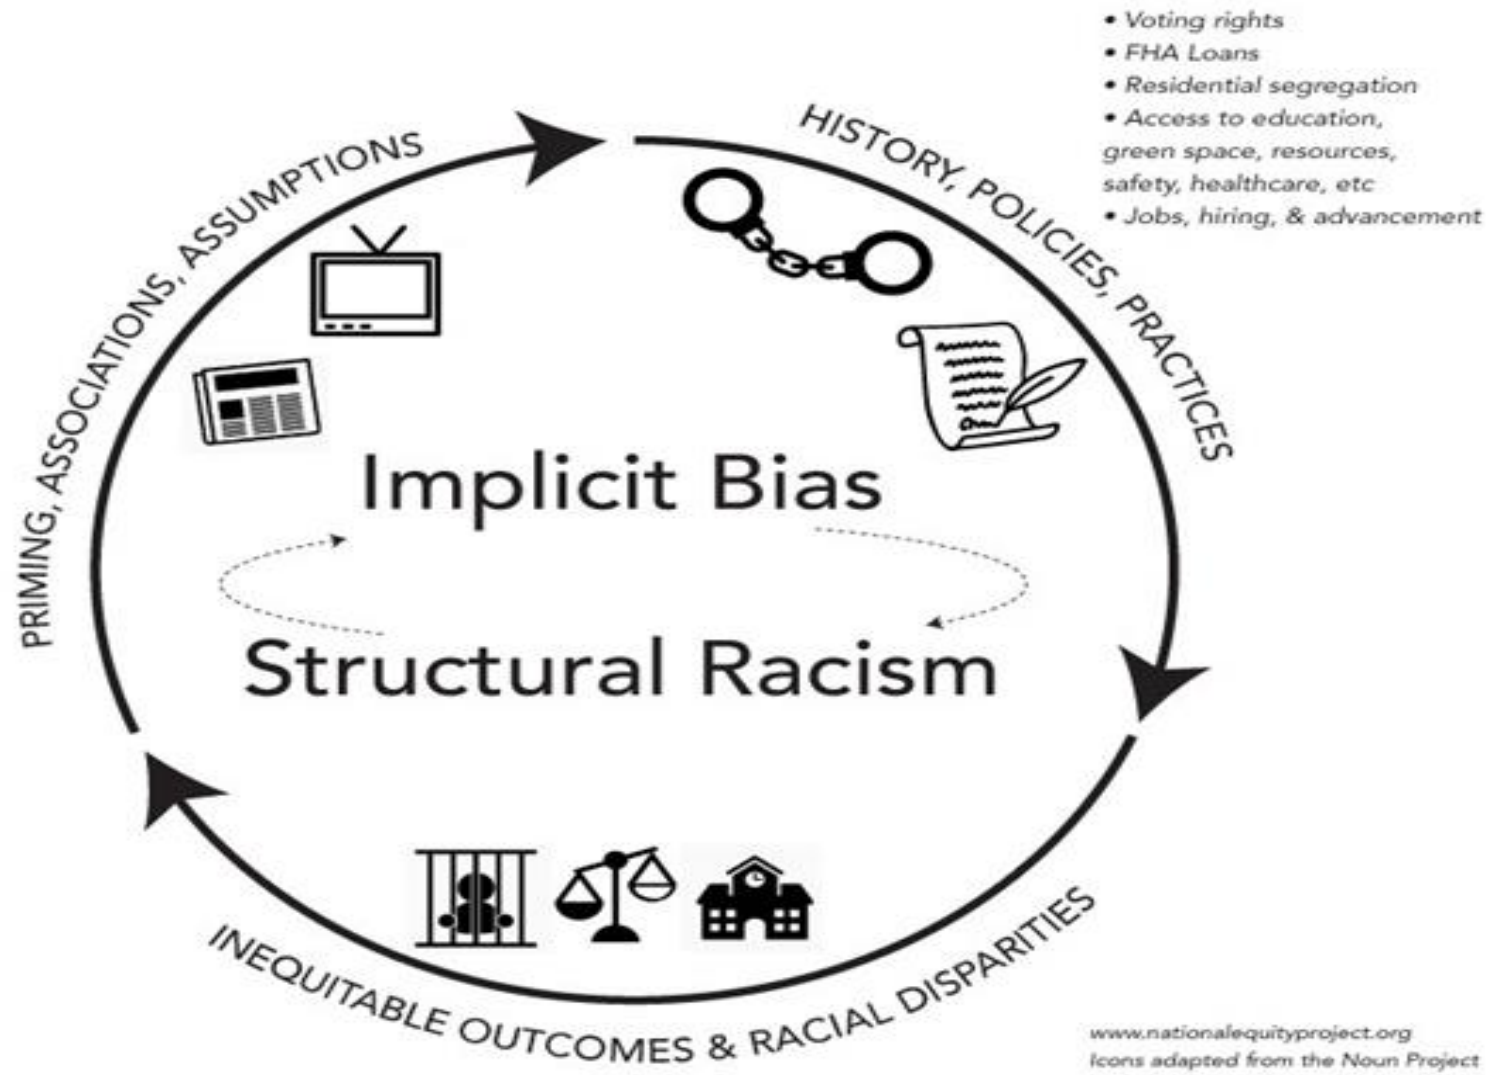 • Voting rights
• FHA Loans
• Residential segregation
• Access to education,
green space, resources,
safety, healthcare, etc
• Jobs, hiring, & advancement
PRIMING, ASSOCIATIONS, ASSUMPTIONS
HISTORY, POLICIES, PRACTICES
Implicit Bias
Structural Racism
INEQUITABLE OUTCOMES & RACIAL DISPARITIES
www.nationalequityproject.org
Icons adapted from the Noun Project